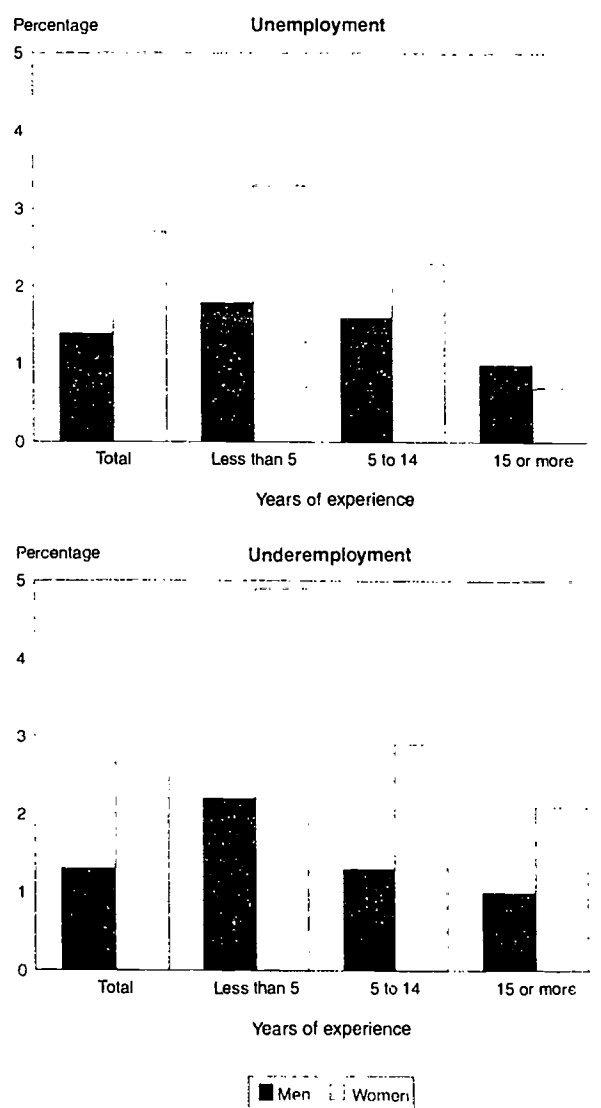 Percentage Unemployment
5
4
3
2
1
0
Total Less than 5 5 to 14 15 or more
Years of experience
Percentage Underemployment
5
4
3
2
1
0
Total Less than 5 5 to 14 15 or more
Years of experience
Men Women